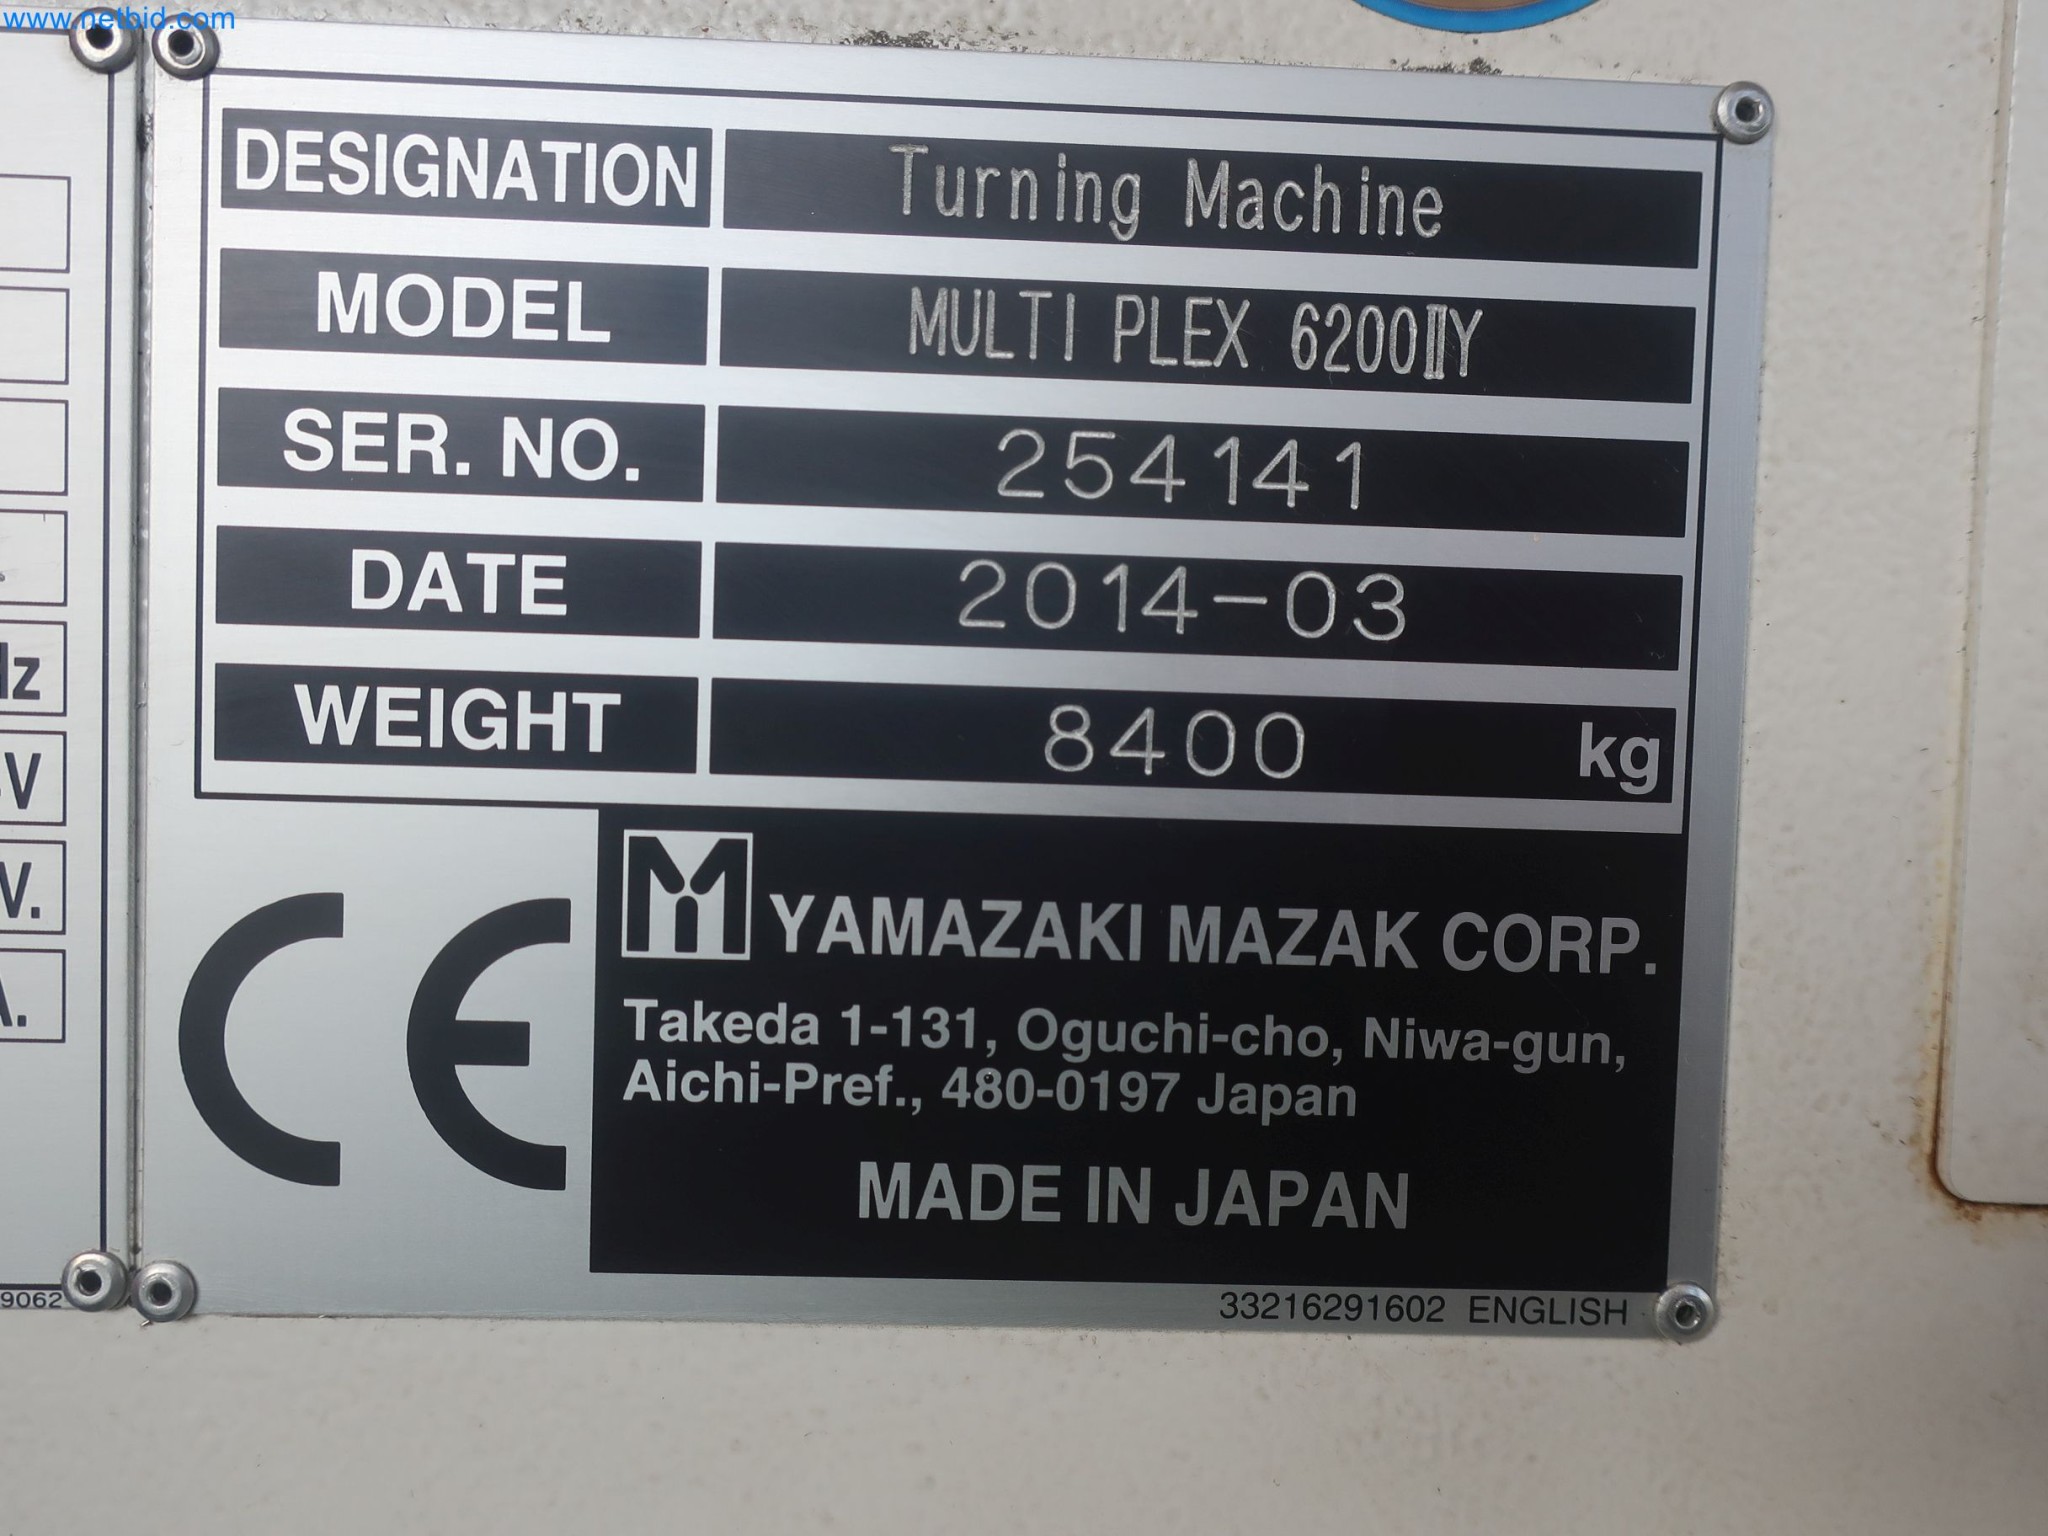 www.netbid.com
DESIGNATION Turning Machine
MODEL MULTI PLEX 6200ⅡY
SER. NO. 254141
DATE 2014-03
WEIGHT 8400 kg
Hz
V
V.
A.
CE
M YAMAZAKI MAZAK CORP.
Takeda 1-131, Oguchi-cho, Niwa-gun,
Aichi-Pref., 480-0197 Japan
MADE IN JAPAN
9062
33216291602 ENGLISH